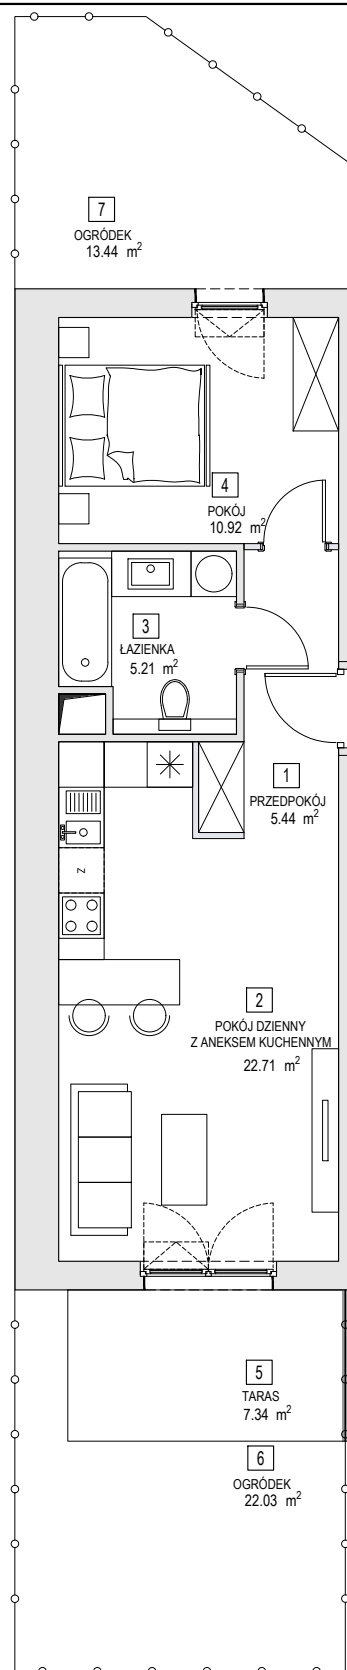 7
OGRÓDEK
13.44 m²
4
POKÓJ
10.92 m²
3
ŁAZIENKA
5.21 m²
1
PRZEDPOKÓJ
5.44 m²
Z
2
POKÓJ DZIENNY
Z ANEKSEM KUCHENNYM
22.71 m²
5
TARAS
7.34 m²
6
OGRÓDEK
22.03 m²